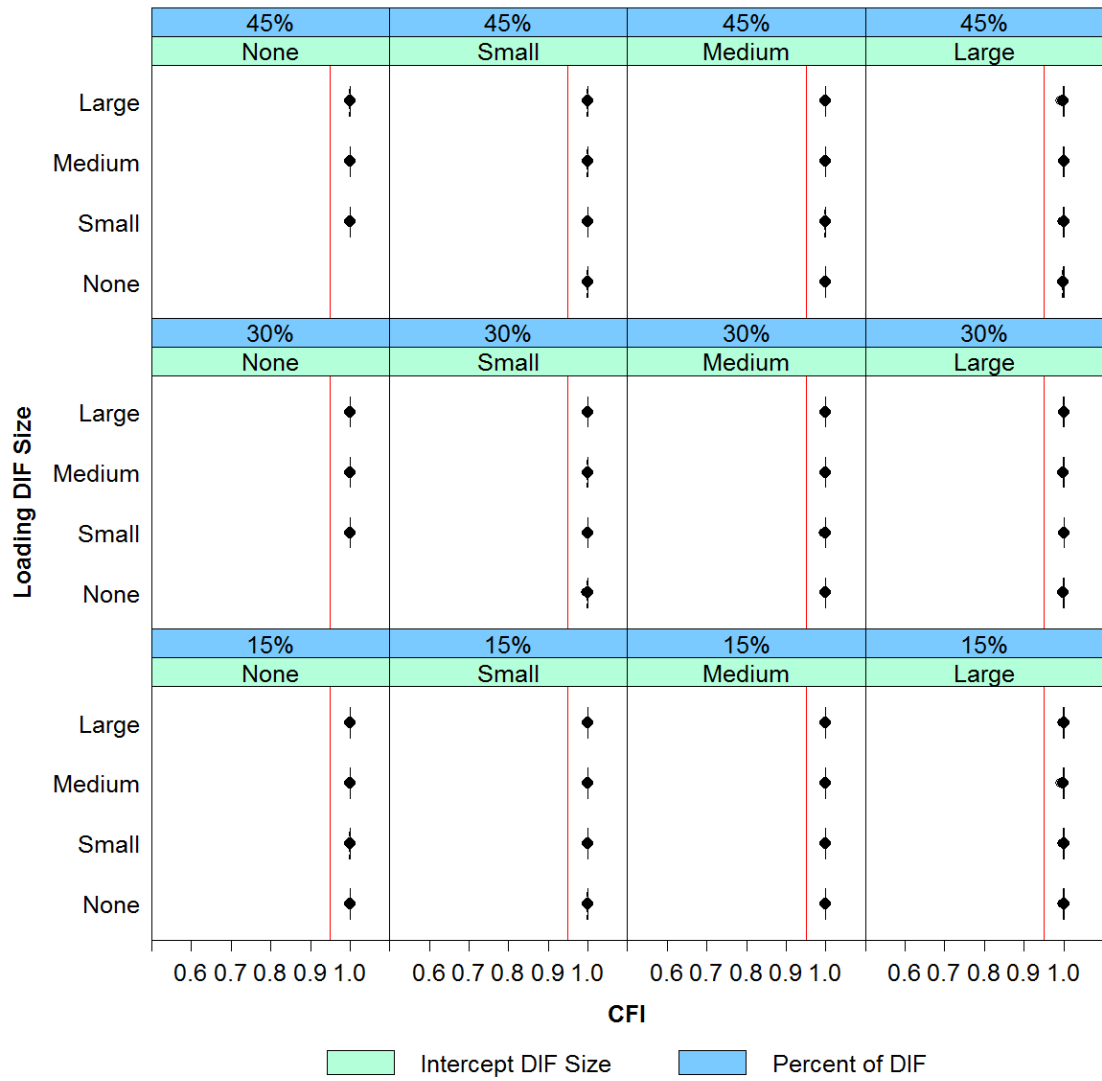 45% 45% 45% 45%
None Small Medium Large
Large
Medium
Small
None
30% 30% 30% 30%
None Small Medium Large
Large
Medium
Small
None
Loading DIF Size
15% 15% 15% 15%
None Small Medium Large
Large
Medium
Small
None
0.6 0.7 0.8 0.9 1.0 0.6 0.7 0.8 0.9 1.0 0.6 0.7 0.8 0.9 1.0 0.6 0.7 0.8 0.9 1.0
CFI
Intercept DIF Size Percent of DIF